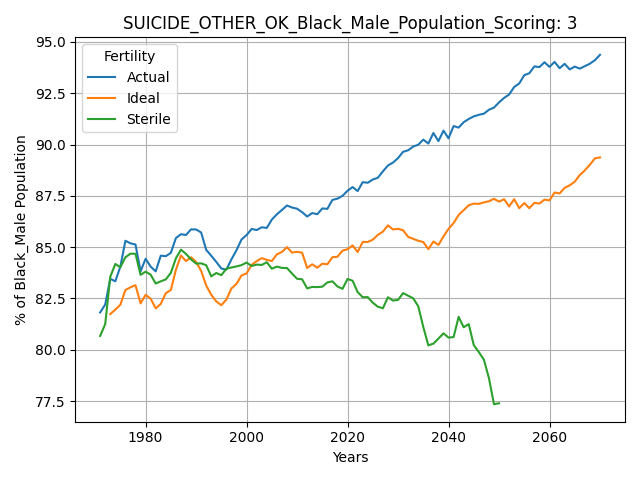 SUICIDE_OTHER_OK_Black_Male_Population_Scoring: 3
95.0
92.5
90.0
87.5
85.0
82.5
80.0
77.5
% of Black_Male Population
Fertility
Actual
Ideal
Sterile
1980
2000
2020
2040
2060
Years